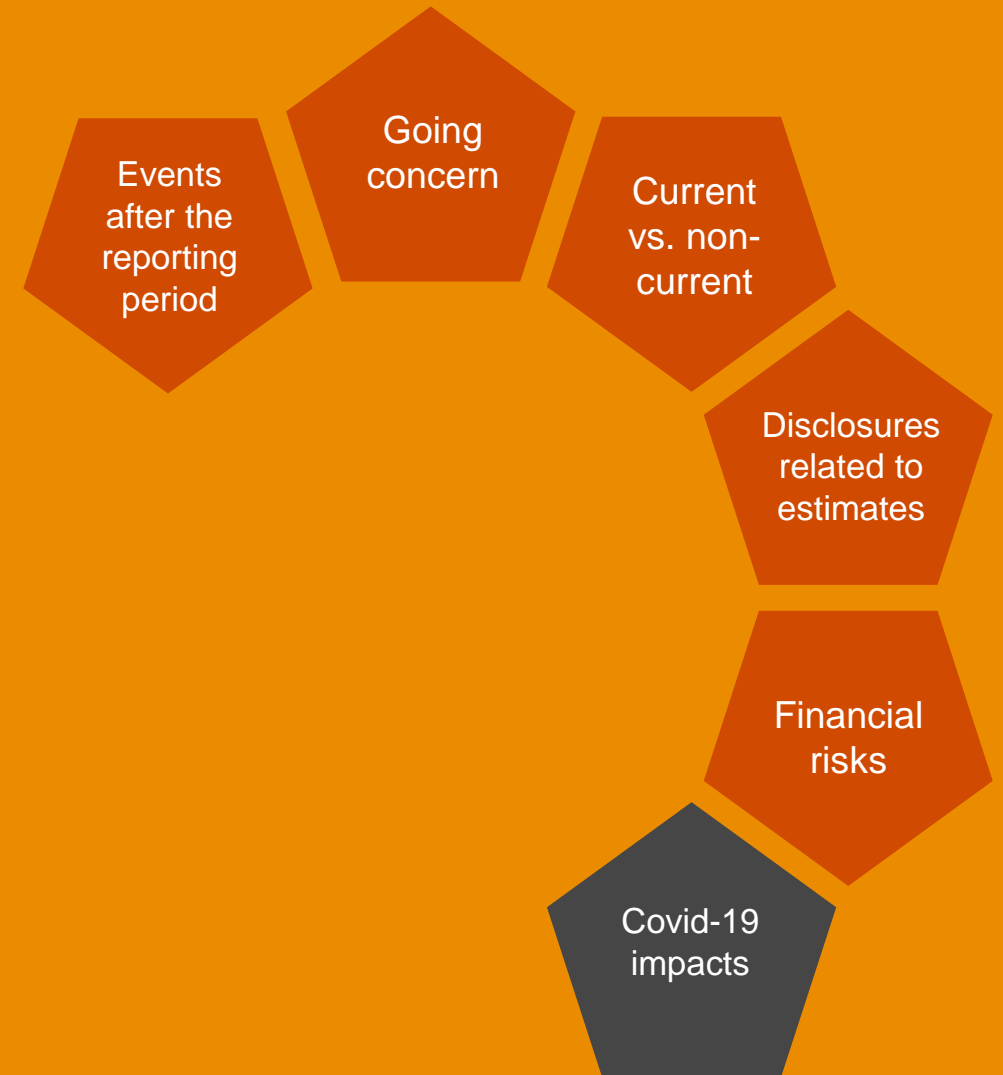 Events
after the
reporting
period
Going
concern
Current
vs. non-
current
Disclosures
related to
estimates
Financial
risks
Covid-19
impacts